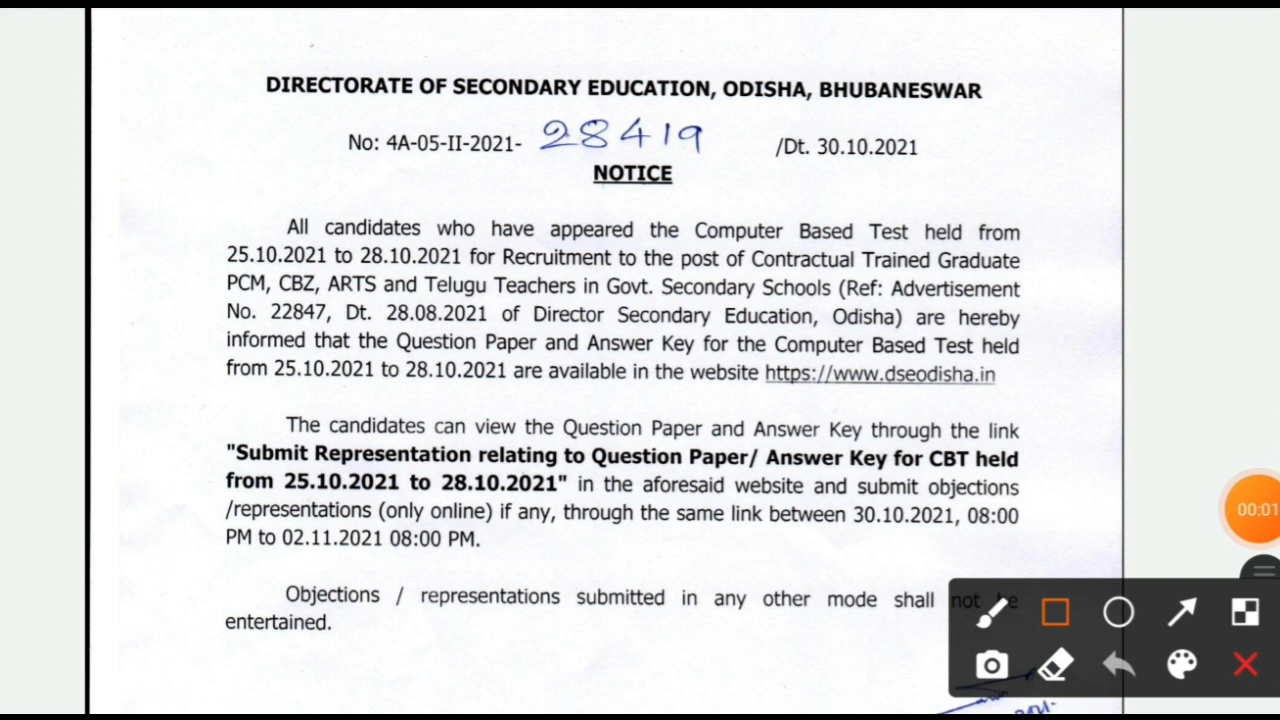 DIRECTORATE OF SECONDARY EDUCATION, ODISHA, BHUBANESWAR
No: 4A-05-II-2021- 28419 /Dt. 30.10.2021
NOTICE
All candidates who have appeared the Computer Based Test held from
25.10.2021 to 28.10.2021 for Recruitment to the post of Contractual Trained Graduate
PCM, CBZ, ARTS and Telugu Teachers in Govt. Secondary Schools (Ref: Advertisement
No. 22847, Dt. 28.08.2021 of Director Secondary Education, Odisha) are hereby
informed that the Question Paper and Answer Key for the Computer Based Test held
from 25.10.2021 to 28.10.2021 are available in the website https://www.dseodisha.in
The candidates can view the Question Paper and Answer Key through the link
"Submit Representation relating to Question Paper/ Answer Key for CBT held
from 25.10.2021 to 28.10.2021" in the aforesaid website and submit objections
/representations (only online) if any, through the same link between 30.10.2021, 08:00
PM to 02.11.2021 08:00 PM.
00:01
Objections / representations submitted in any other mode shall not be
entertained.